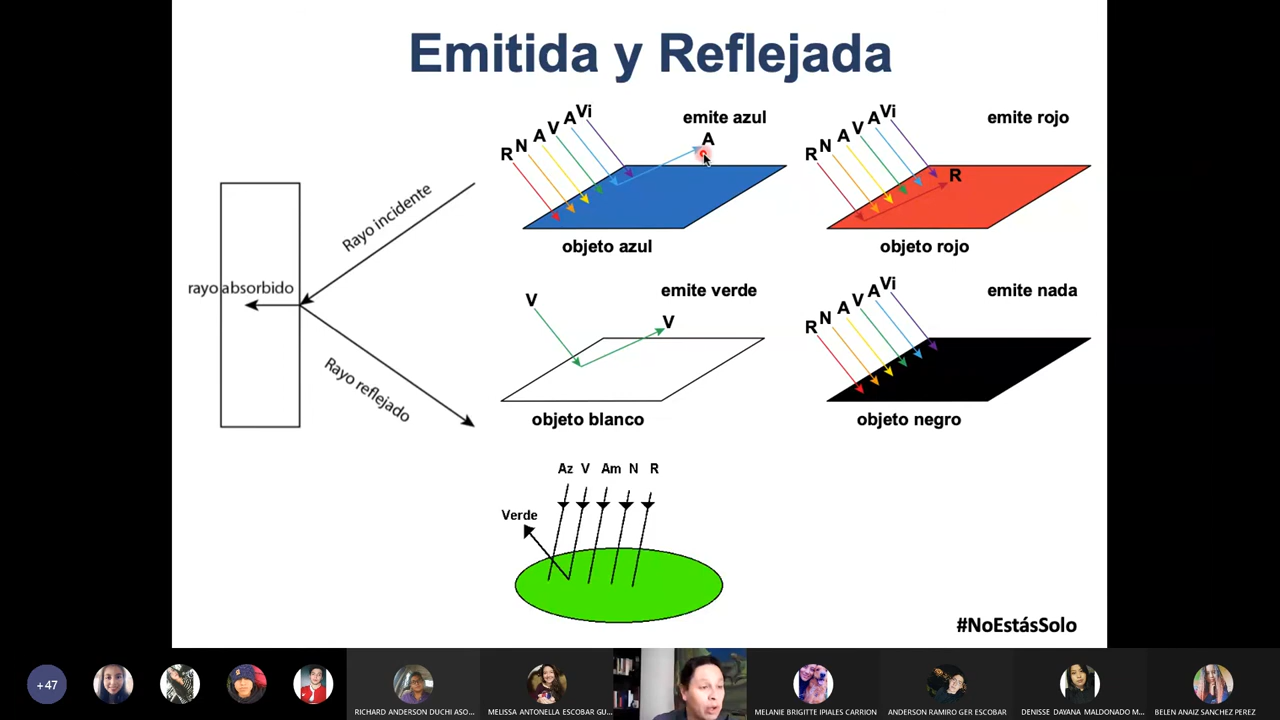 Emitida y Reflejada
Rayo incidente
rayo absorbido
Rayo reflejado
R N A V A Vi
emite azul
A
objeto azul
R N A V A Vi
emite rojo
R
objeto rojo
V
emite verde
V
objeto blanco
R N A V A Vi
emite nada
objeto negro
Az V Am N R
Verde
#NoEstásSolo
+47
RICHARD ANDERSON DUCHI ASO...
MELISSA ANTONELLA ESCOBAR GU...
MELANIE BRIGITTE IPIALES CARRION
ANDERSON RAMIRO GER ESCOBAR
DENISSE DAYANA MALDONADO M...
BELEN ANAIZ SANCHEZ PEREZ